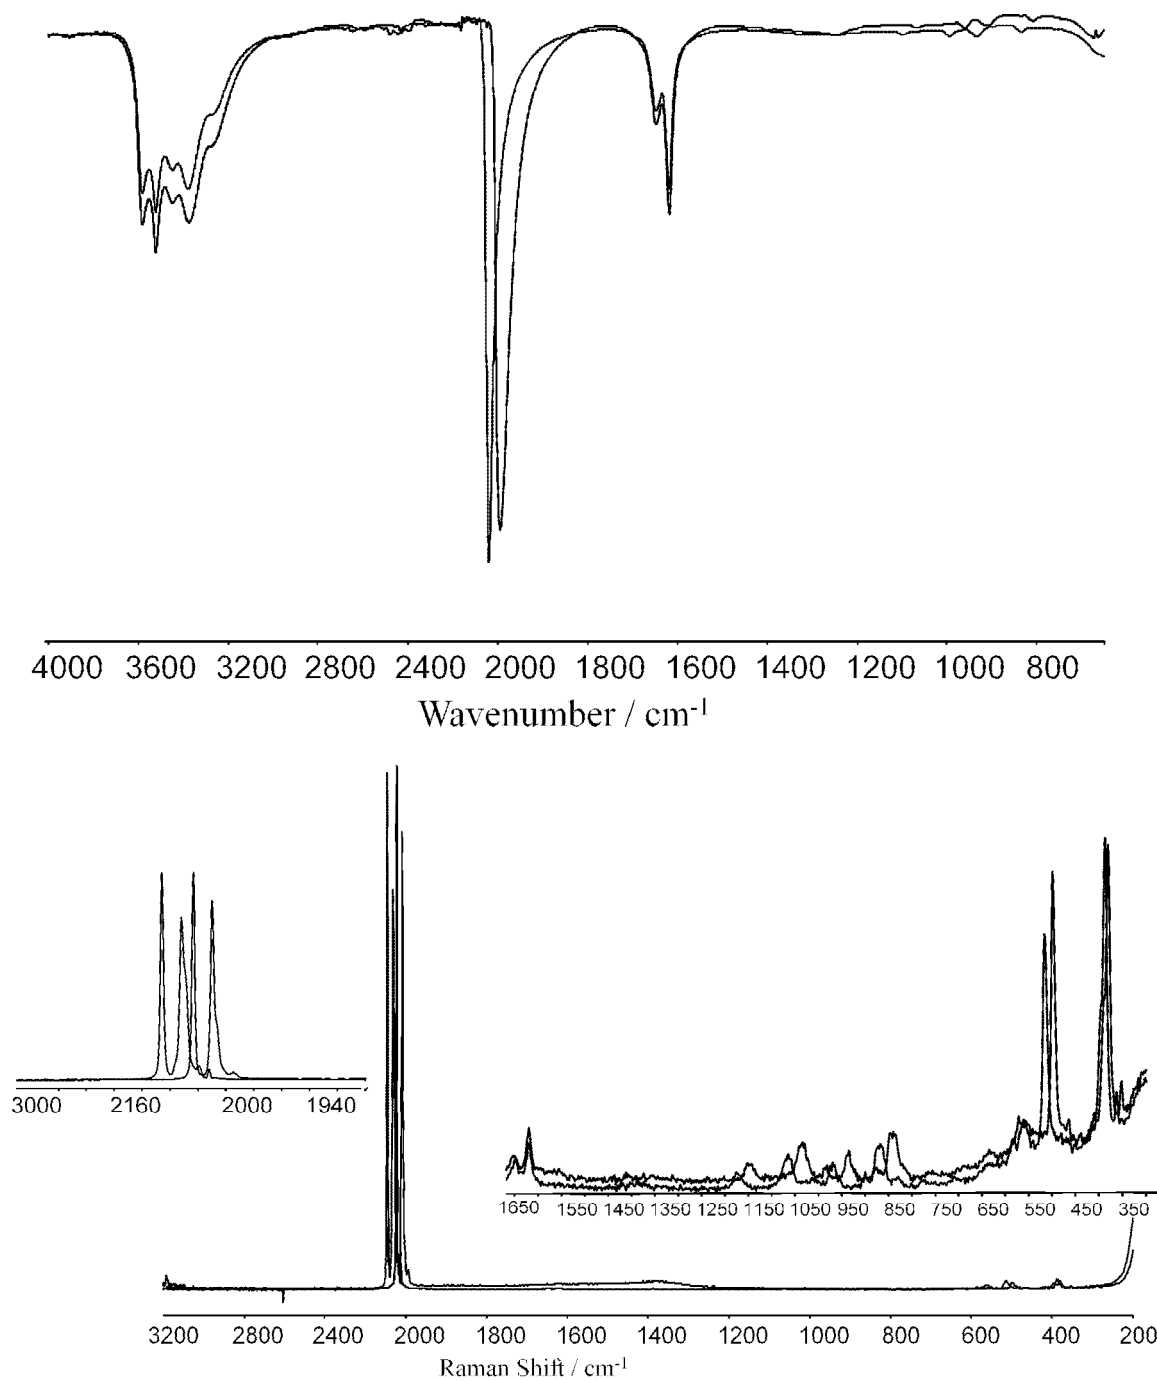 4000 3600 3200 2800 2400 2000 1800 1600 1400 1200 1000 800
Wavenumber / cm⁻¹
3000 2160 2000 1940
1650 1550 1450 1350 1250 1150 1050 950 850 750 650 550 450 350
3200 2800 2400 2000 1800 1600 1400 1200 1000 800 600 400 200
Raman Shift / cm⁻¹